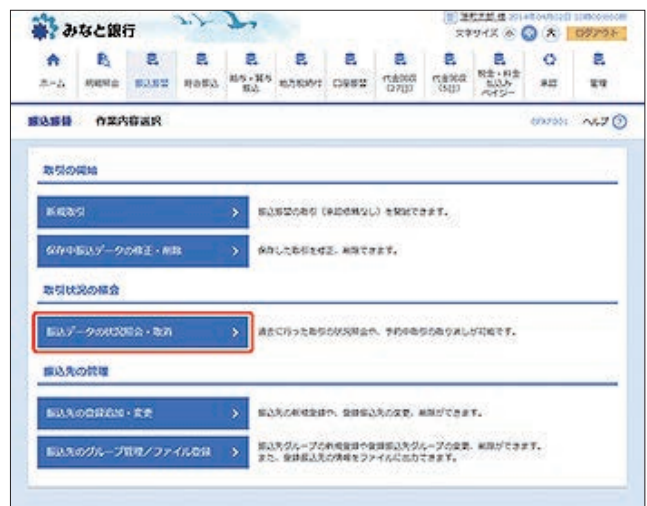 みなと銀行
文字サイズ 小 中 大 ログアウト
ホーム 明細照会 振込振替 総合振込 給与・賞与振込 地方税納付 口座振替 代金回収(27日) 代金回収(5日) 税金・料金払込みペイジー 承認 管理
振込振替 作業内容選択 ヘルプ ?
取引の開始
新規取引 振込振替の取引(承認依頼なし)を開始できます。
保存中振込データの修正・削除 保存した取引を修正、削除できます。
取引状況の照会
振込データの状況照会・取消 過去に行った取引の状況照会や、予約中取引の取り消しが可能です。
振込先の管理
振込先の登録追加・変更 振込先の新規登録や、登録振込先の変更、削除ができます。
振込先のグループ管理/ファイル登録 振込先グループの新規登録や登録振込先グループの変更、削除ができます。
また、登録振込先の情報をファイルに出力できます。